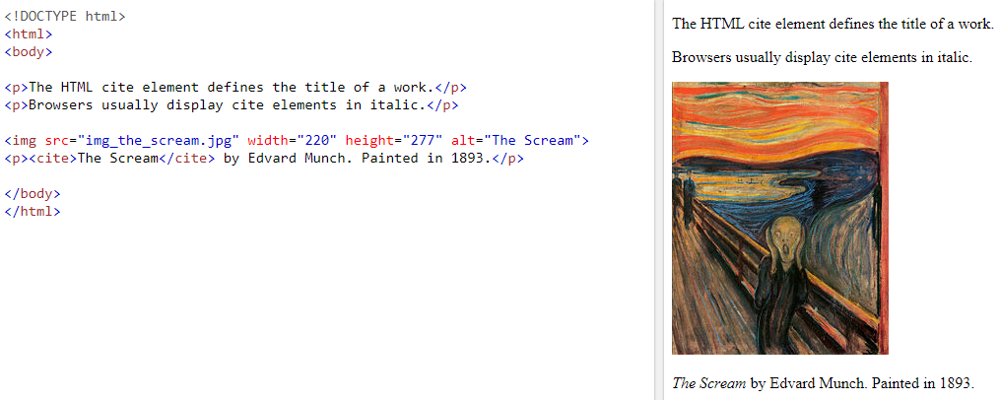 <!DOCTYPE html>
<html>
<body>
<p>The HTML cite element defines the title of a work.</p>
<p>Browsers usually display cite elements in italic.</p>
<img src="img_the_scream.jpg" width="220" height="277" alt="The Scream">
<p><cite>The Scream</cite> by Edvard Munch. Painted in 1893.</p>
</body>
</html>
The HTML cite element defines the title of a work.
Browsers usually display cite elements in italic.
The Scream by Edvard Munch. Painted in 1893.